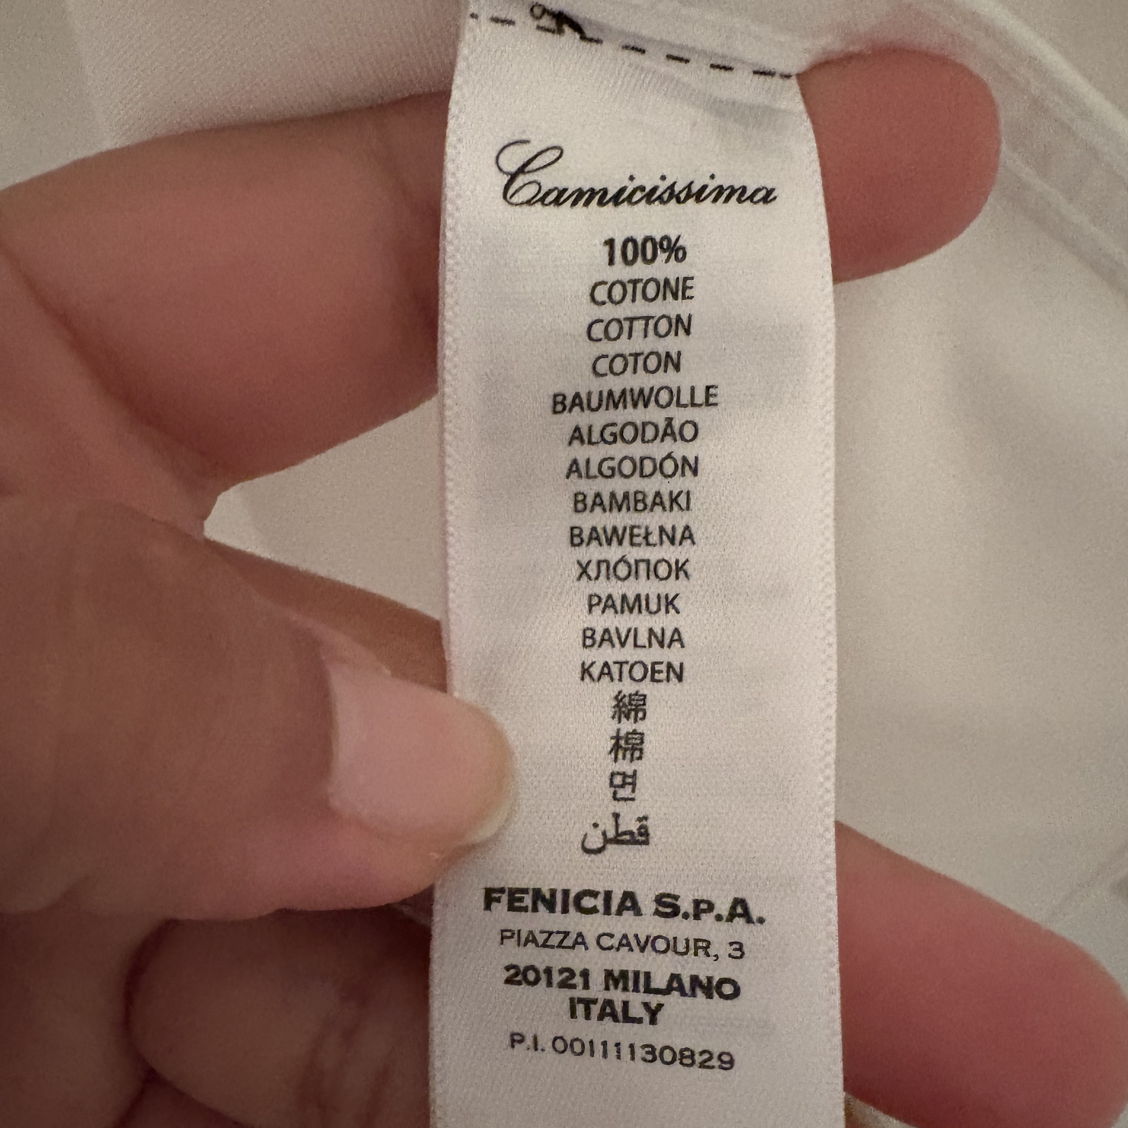 Camicissima
100%
COTONE
COTTON
COTON
BAUMWOLLE
ALGODÃO
ALGODÓN
BAMBAKI
BAWEŁNA
ХЛÓПОК
PAMUK
BAVLNA
KATOEN
綿
棉
면
قطن
FENICIA S.P.A.
PIAZZA CAVOUR, 3
20121 MILANO
ITALY
P.I. 00111130829